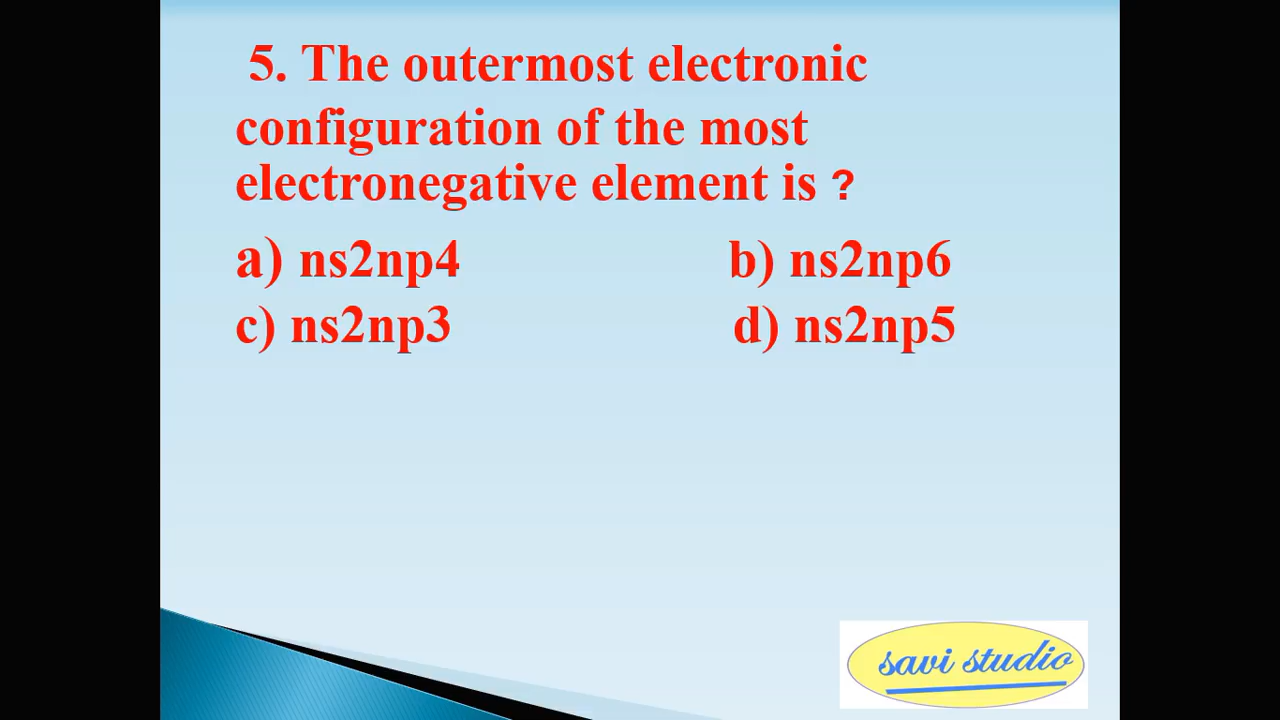 5. The outermost electronic
configuration of the most
electronegative element is ?
a) ns2np4 b) ns2np6
c) ns2np3 d) ns2np5
savi studio